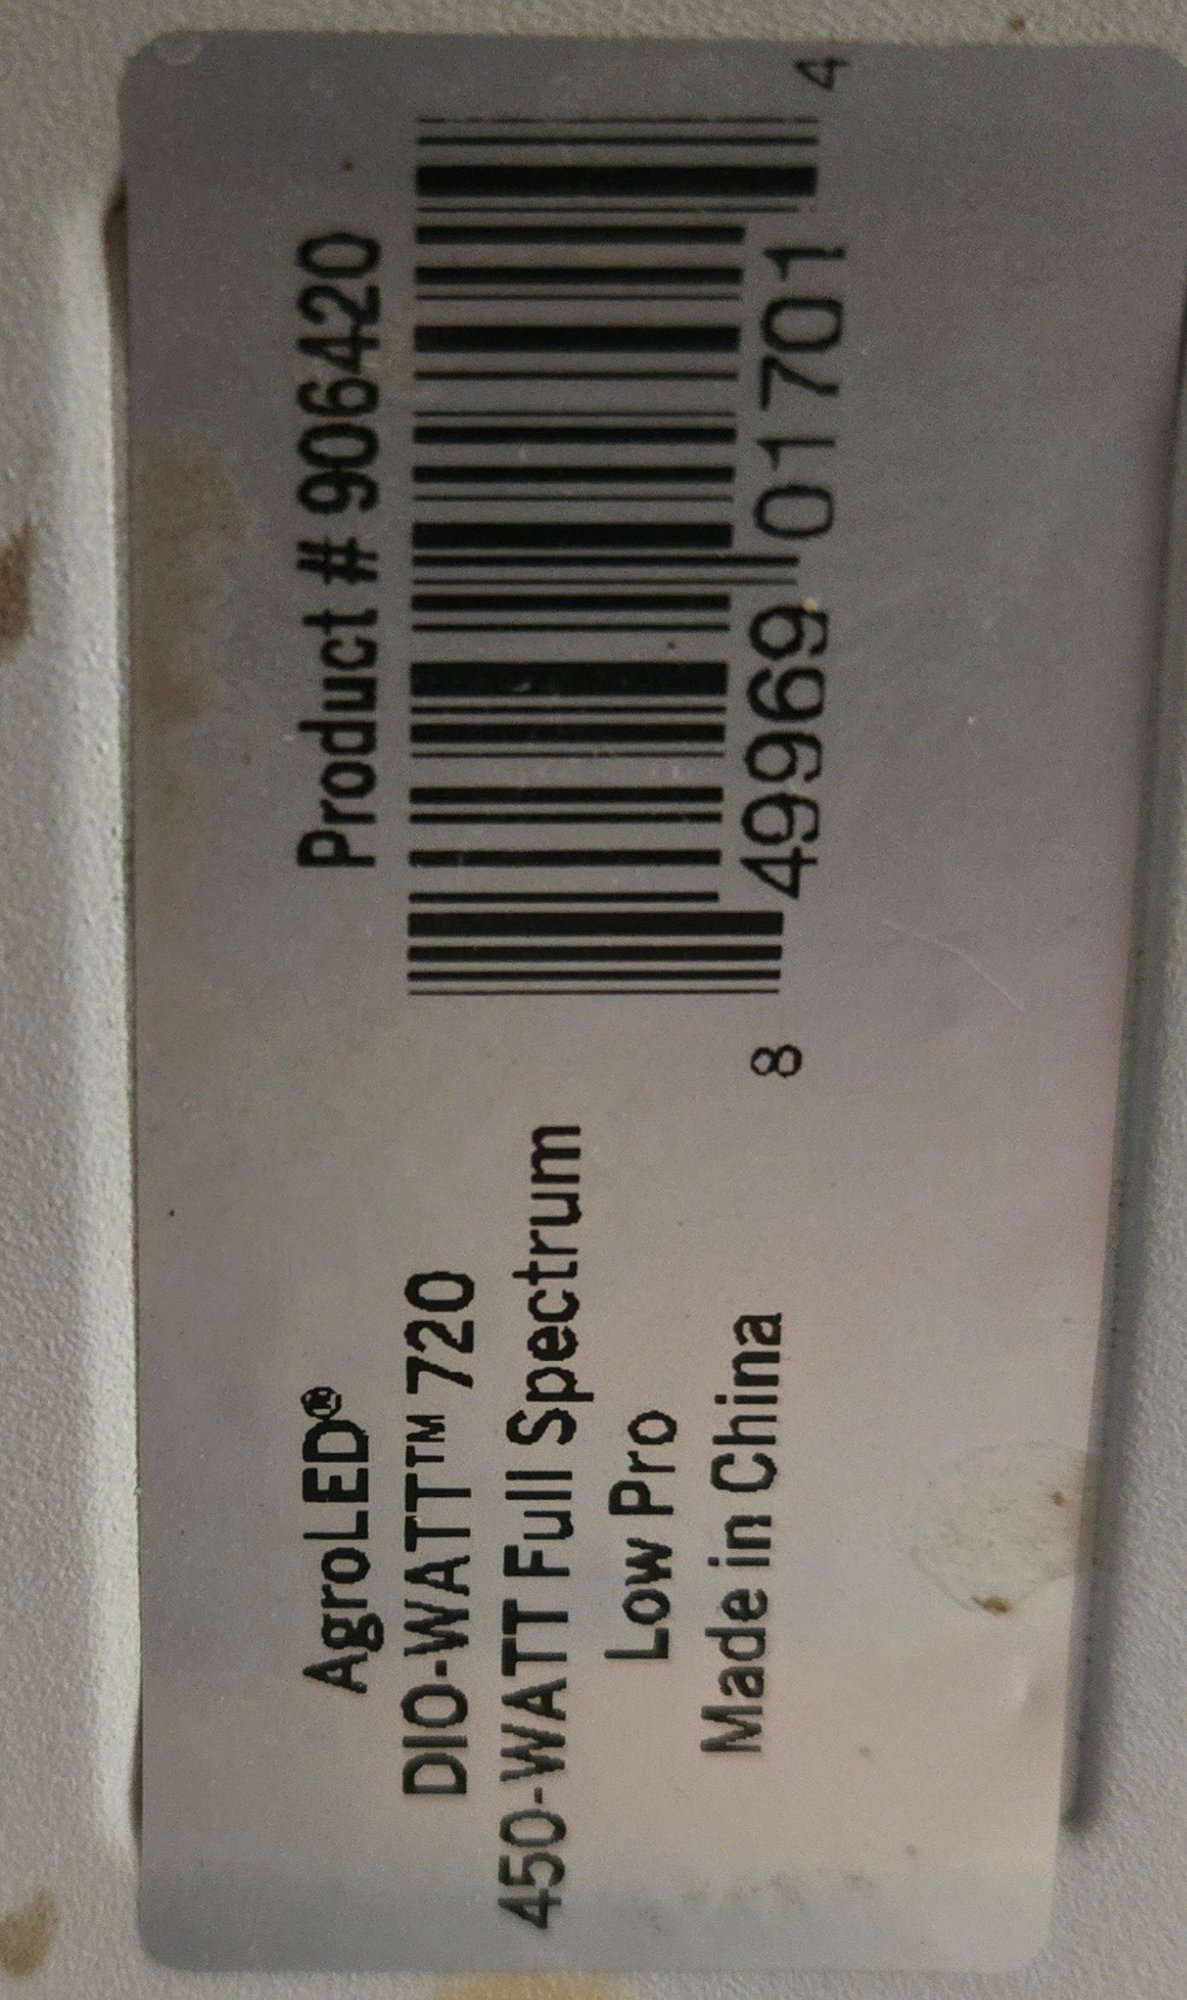 AgroLED®
DIO-WATT™ 720
450-WATT Full Spectrum
Low Pro
Made in China
Product # 906420
8 49969 01701 4